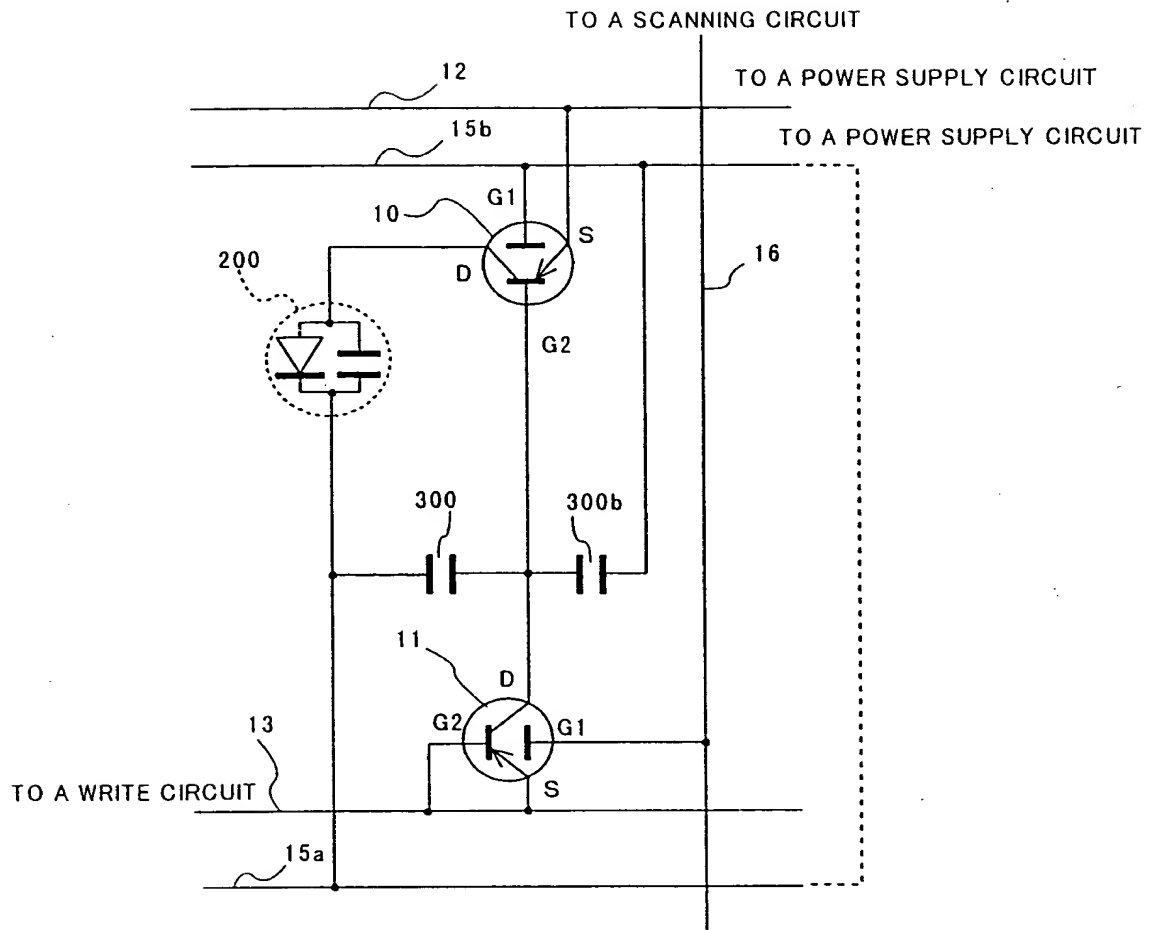 TO A SCANNING CIRCUIT
12
TO A POWER SUPPLY CIRCUIT
15b
TO A POWER SUPPLY CIRCUIT
G1
10
S
D
16
200
G2
300
300b
11
D
G2
G1
13
S
TO A WRITE CIRCUIT
15a